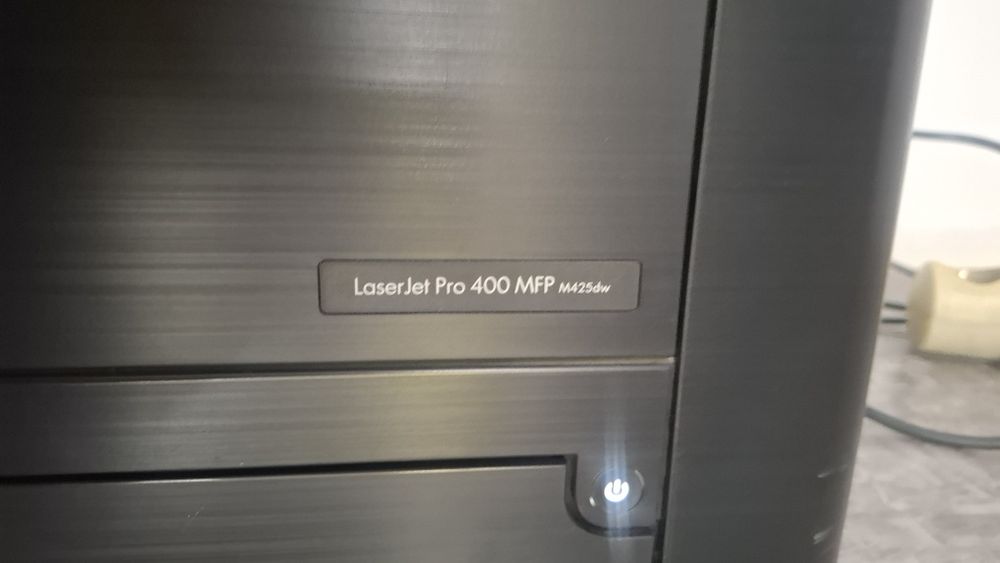 LaserJet Pro 400 MFP M425dw